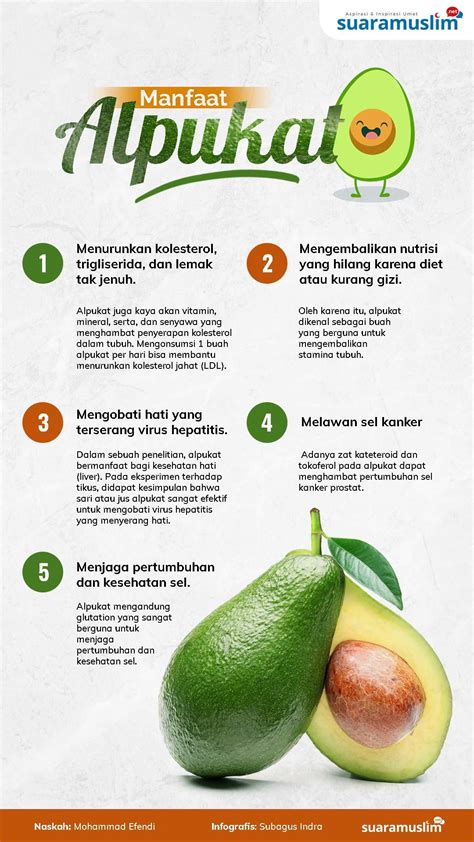 Aspirasi & Inspirasi Umat
suaramuslim.net
Manfaat
Alpukat
1
Menurunkan kolesterol,
trigliserida, dan lemak
tak jenuh.
Alpukat juga kaya akan vitamin,
mineral, serta, dan senyawa yang
menghambat penyerapan kolesterol
dalam tubuh. Mengonsumsi 1 buah
alpukat per hari bisa membantu
menurunkan kolesterol jahat (LDL).
2
Mengembalikan nutrisi
yang hilang karena diet
atau kurang gizi.
Oleh karena itu, alpukat
dikenal sebagai buah
yang berguna untuk
mengembalikan
stamina tubuh.
3
Mengobati hati yang
terserang virus hepatitis.
Dalam sebuah penelitian, alpukat
bermanfaat bagi kesehatan hati
(liver). Pada eksperimen terhadap
tikus, didapat kesimpulan bahwa
sari atau jus alpukat sangat efektif
untuk mengobati virus hepatitis
yang menyerang hati.
4
Melawan sel kanker
Adanya zat kateteroid dan
tokoferol pada alpukat dapat
menghambat pertumbuhan sel
kanker prostat.
5
Menjaga pertumbuhan
dan kesehatan sel.
Alpukat mengandung
glutation yang sangat
berguna untuk
menjaga
pertumbuhan dan
kesehatan sel.
Naskah: Mohammad Efendi
Infografis: Subagus Indra
suaramuslim.net